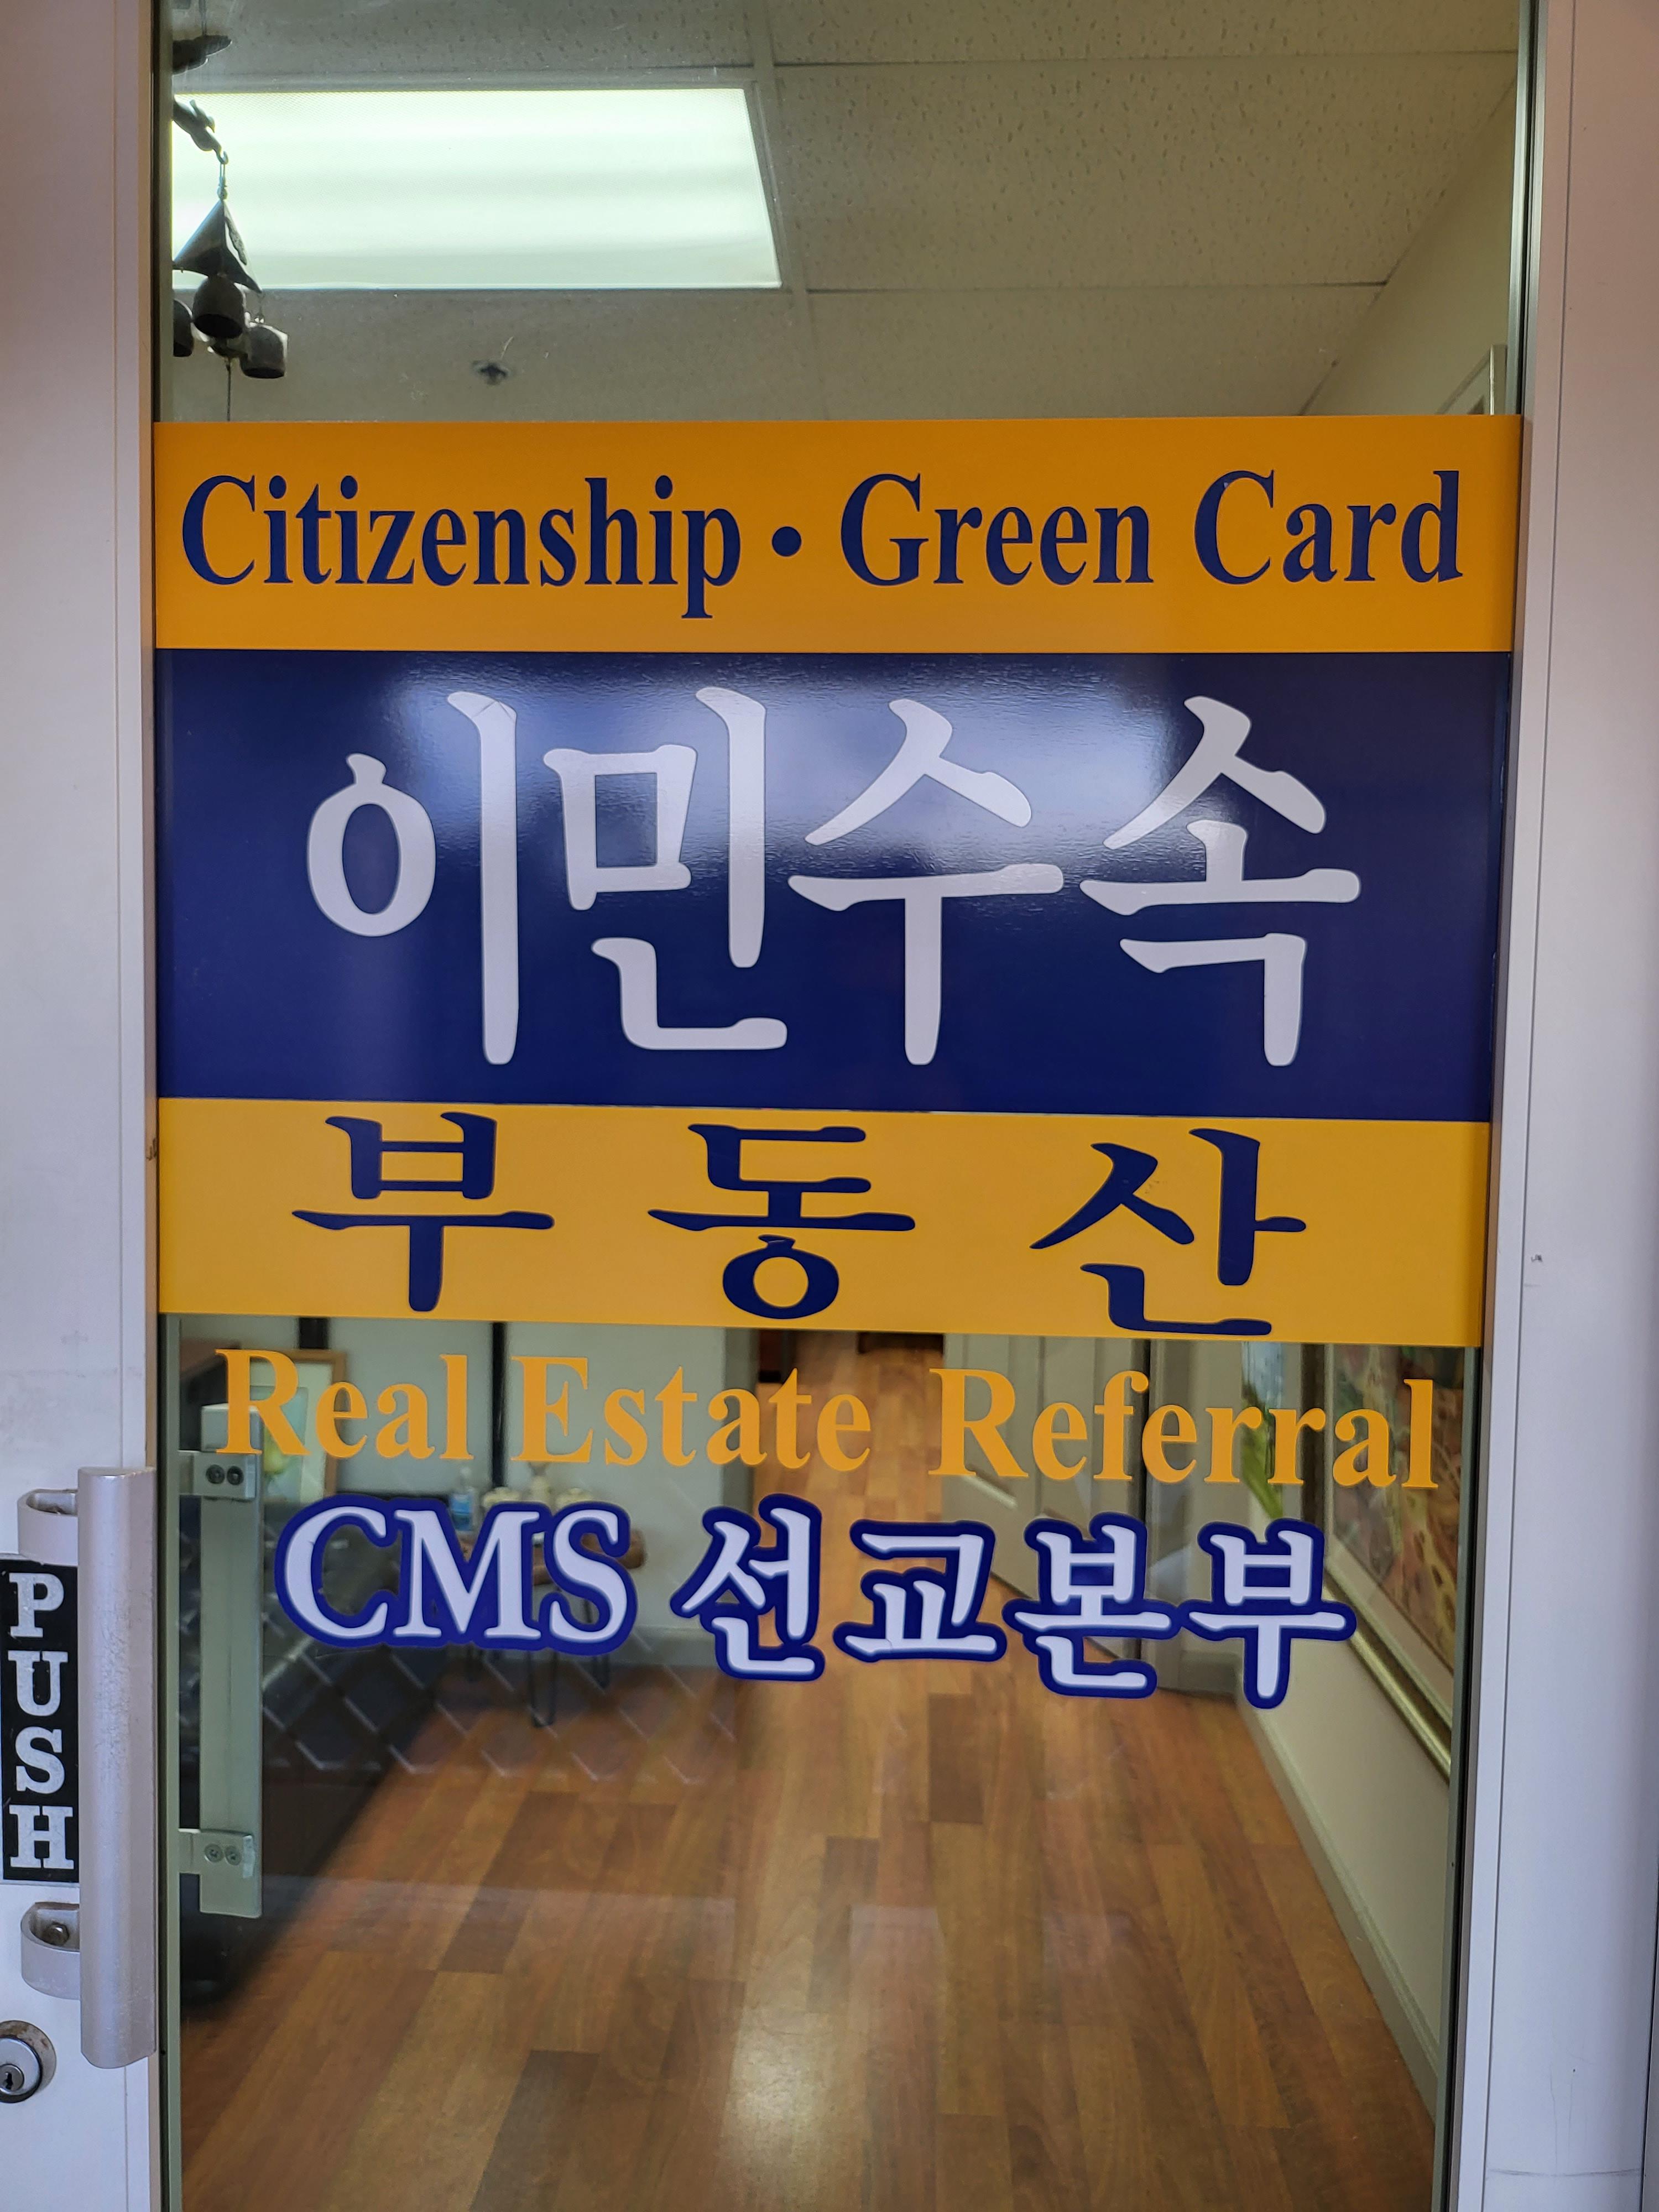 Citizenship • Green Card
이민수속
부동산
Real Estate Referral
CMS 선교본부
PUSH